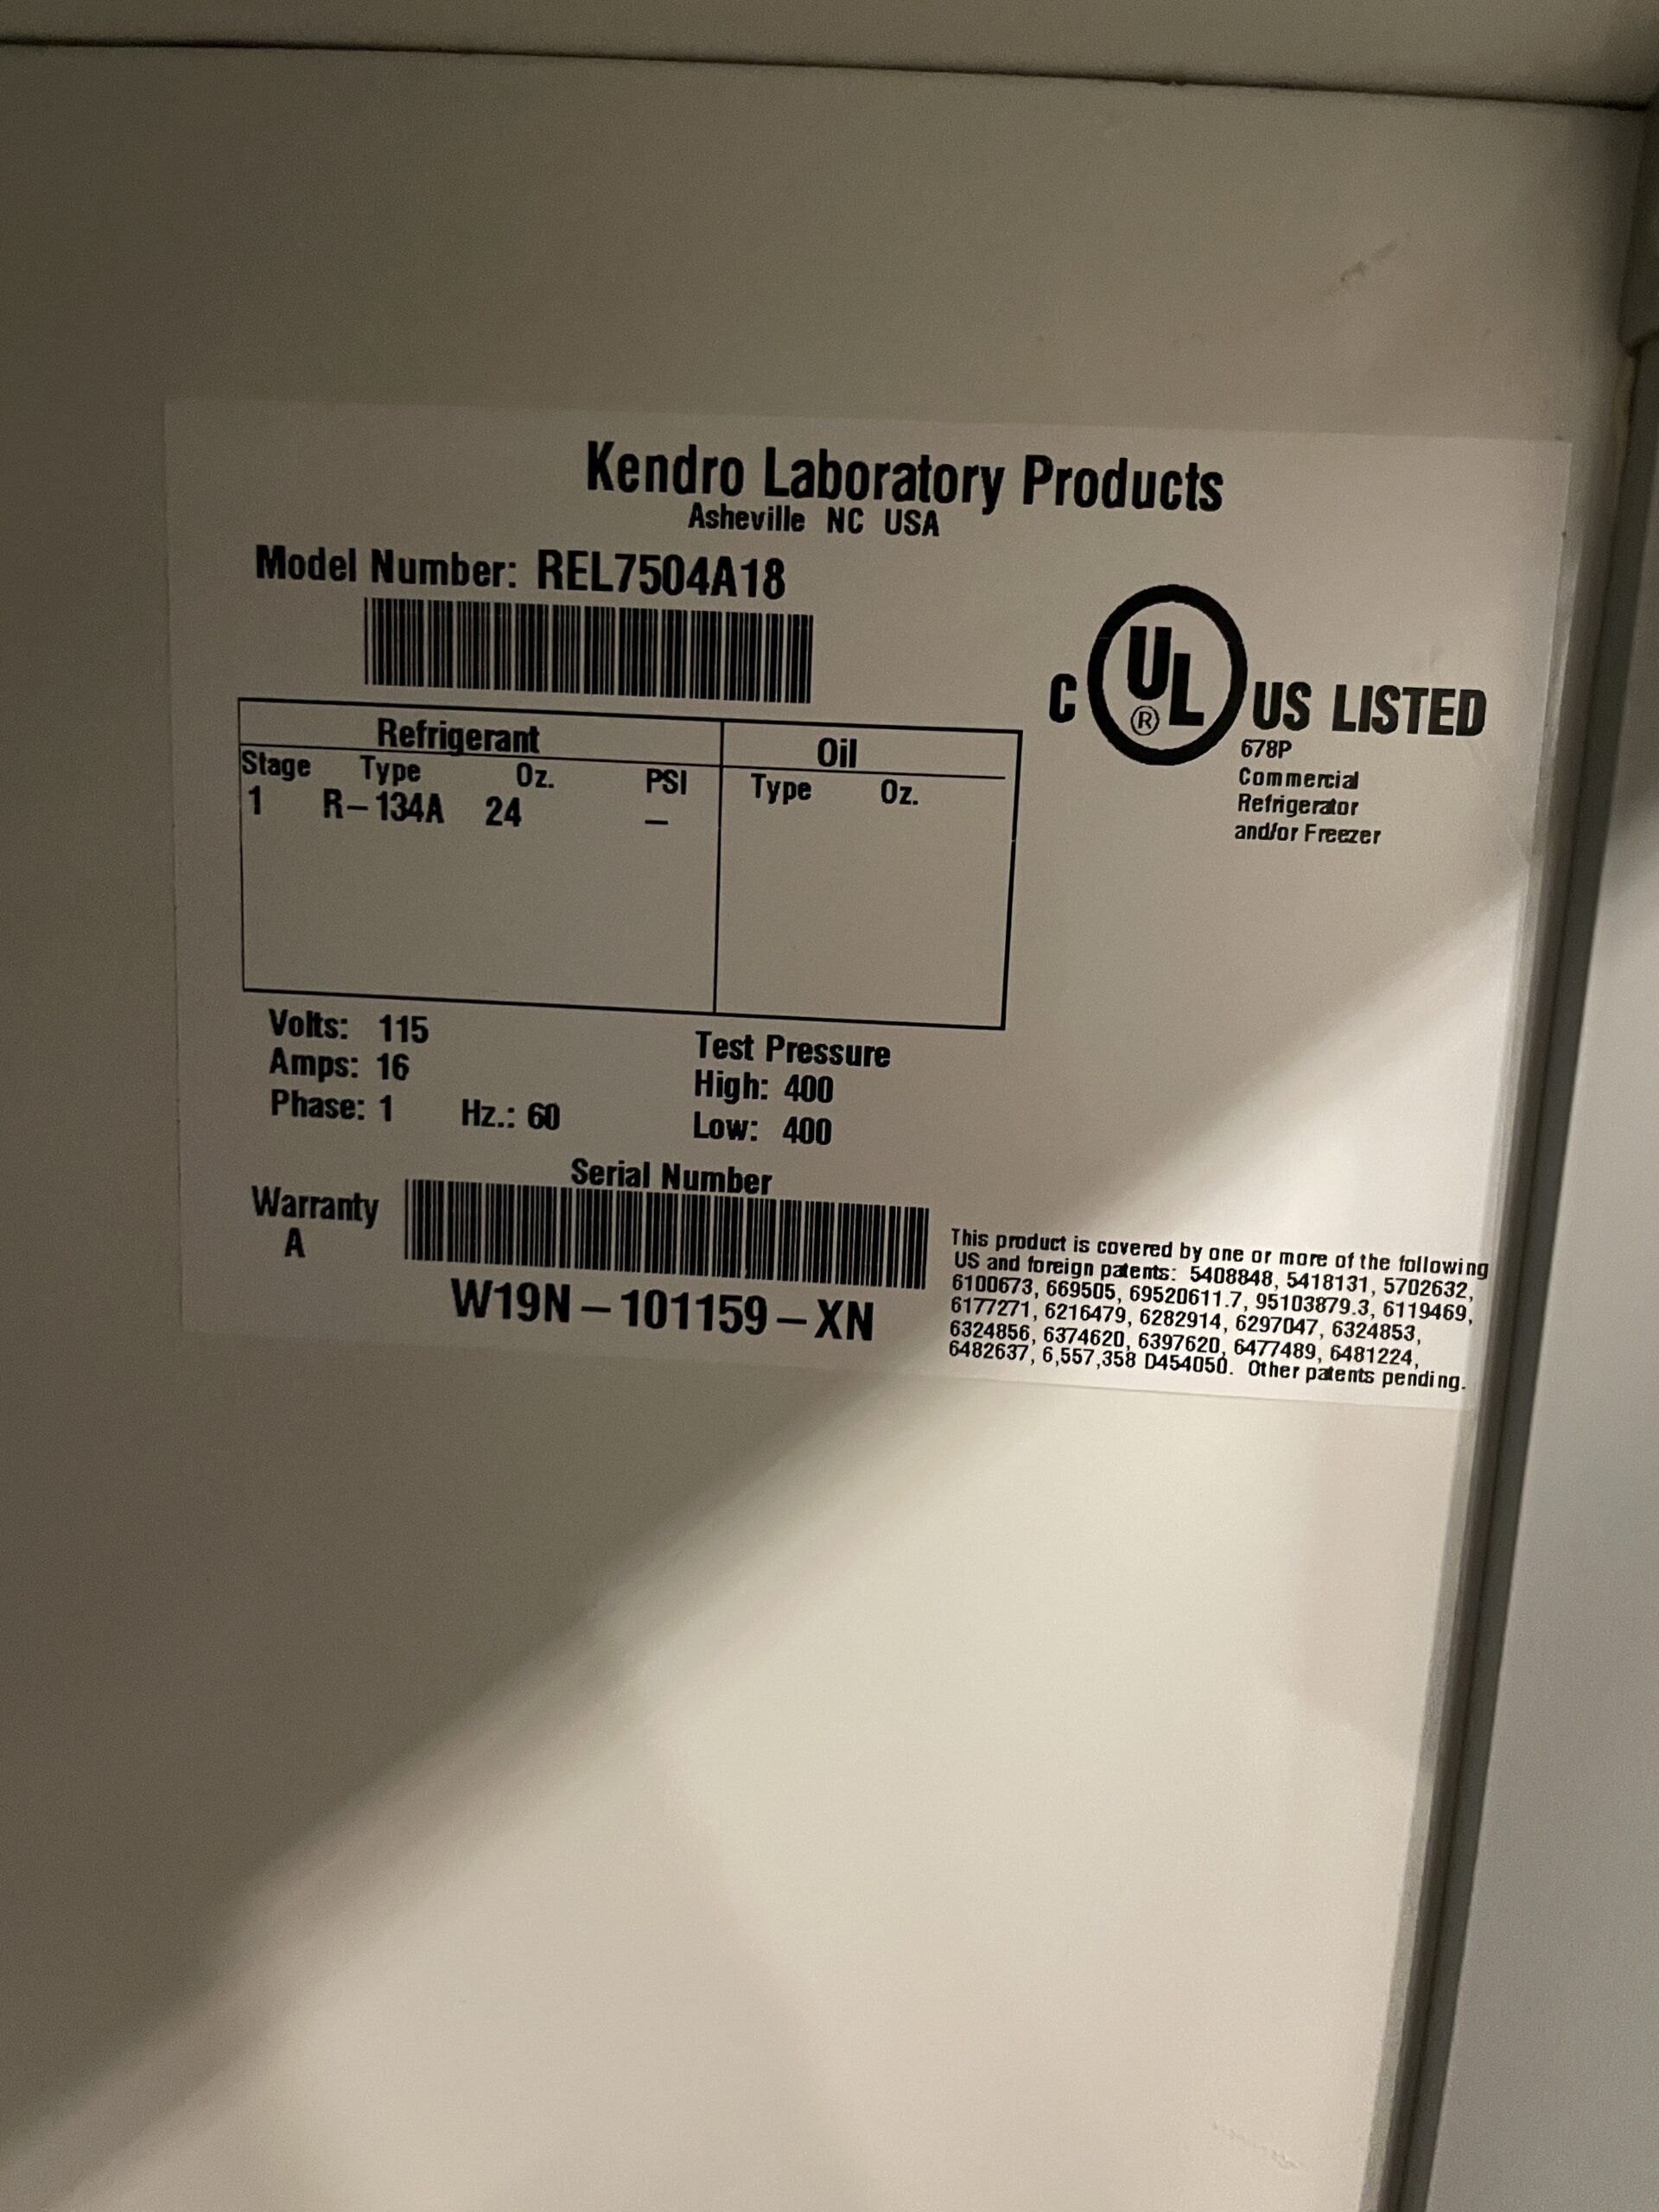 Kendro Laboratory Products
Asheville NC USA
Model Number: REL7504A18
C UL ® US LISTED
678P
Commercial
Refrigerator
and/or Freezer
Refrigerant Oil
Stage Type Oz. PSI Type Oz.
1 R-134A 24 –
Volts: 115
Amps: 16
Phase: 1 Hz.: 60
Test Pressure
High: 400
Low: 400
Warranty
A
Serial Number
W19N-101159-XN
This product is covered by one or more of the following
US and foreign patents: 5408848, 5418131, 5702632,
6100673, 669505, 69520611.7, 95103879.3, 6119469,
6177271, 6216479, 6282914, 6297047, 6324853,
6324856, 6374620, 6397620, 6477489, 6481224,
6482637, 6,557,358 D454050. Other patents pending.